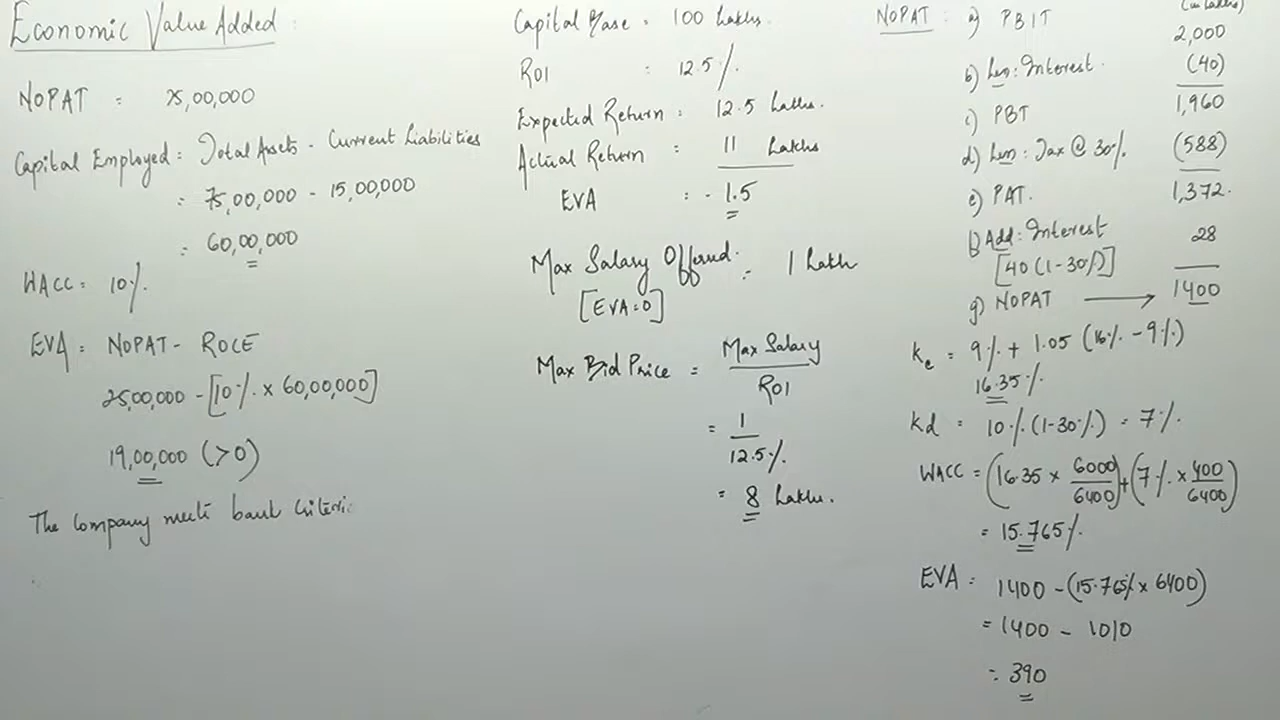 Economic Value Added :
NOPAT = 25,00,000
Capital Employed = Total Assets - Current Liabilities
= 75,00,000 - 15,00,000
= 60,00,000
WACC = 10%.
EVA = NOPAT - ROCE
25,00,000 - [10% × 60,00,000]
19,00,000 (>0)
The Company meets bank
Capital Base = 100 Lakhs.
ROI : 12.5%.
Expected Return = 12.5 Lakhs.
Actual Return = 11 Lakhs
EVA : - 1.5
Max Salary Offered = 1 Lakh
[EVA=0]
Max Bid Price = Max Salary
ROI
= 1
12.5%.
= 8 Lakhs.
(in Lakhs)
NOPAT : a) PBIT 2,000
b) Less: Interest. (40)
c) PBT 1,960
d) Less: Tax @ 30%. (588)
e) PAT. 1,372.
f) Add: Interest 28
[40 (1-30%)]
g) NOPAT → 1400
Ke = 9% + 1.05 (16% - 9%)
16.35%.
Kd = 10% (1-30%) = 7%.
WACC = (16.35 × 6000/6400) + (7% × 400/6400)
= 15.765%.
EVA = 1400 - (15.765% × 6400)
= 1400 - 1010
= 390